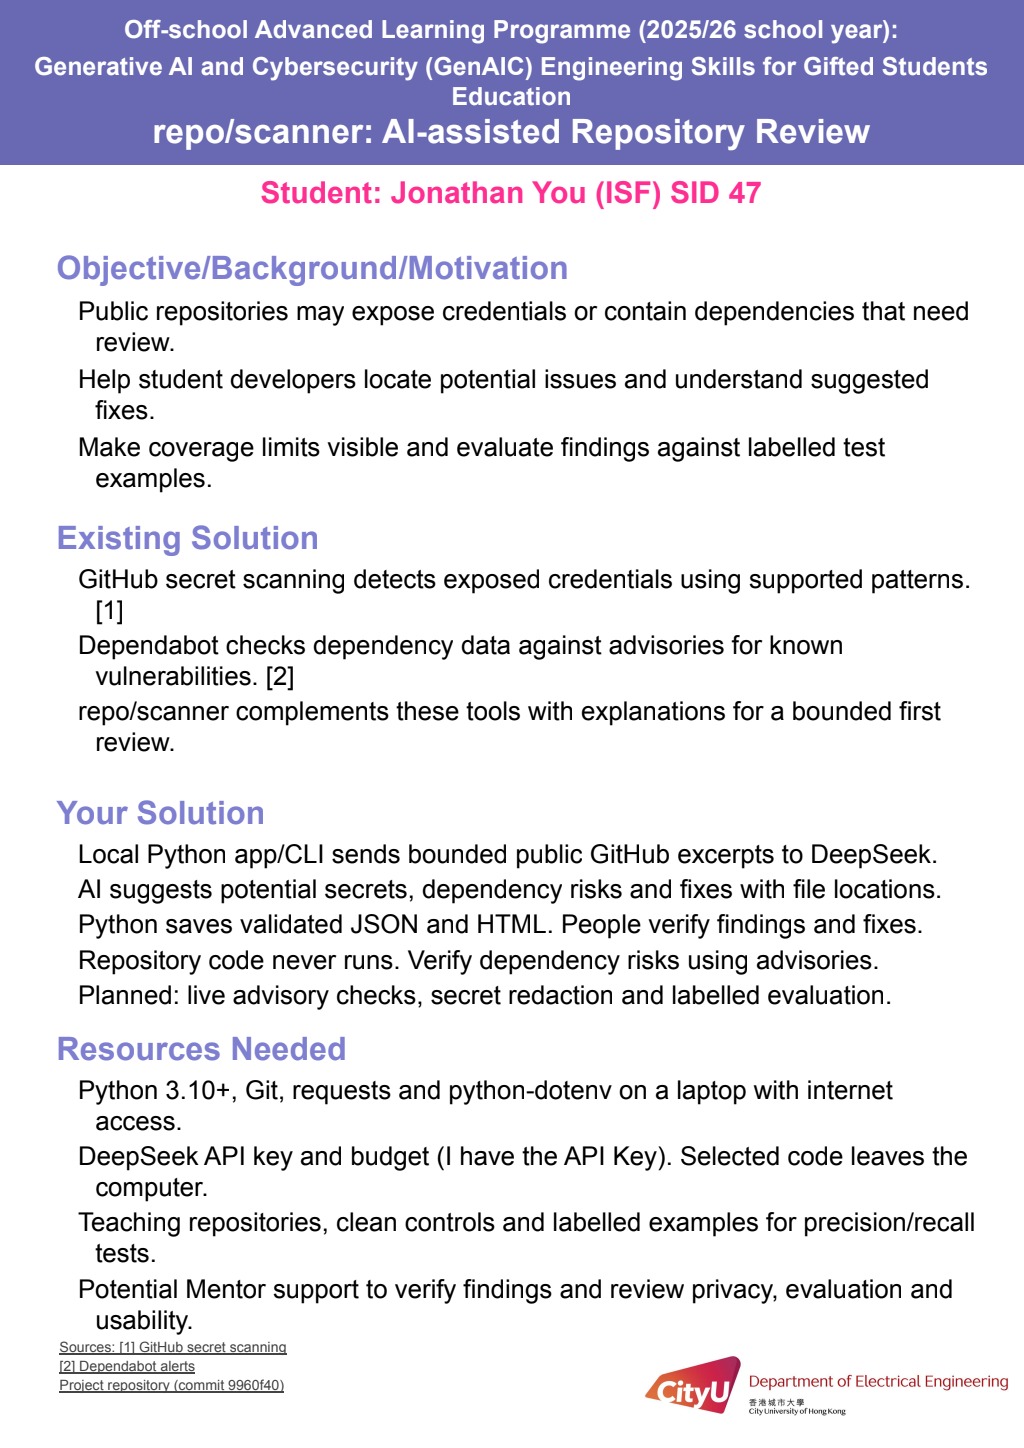 Off-school Advanced Learning Programme (2025/26 school year):
Generative AI and Cybersecurity (GenAIC) Engineering Skills for Gifted Students
Education
repo/scanner: AI-assisted Repository Review
Student: Jonathan You (ISF) SID 47
Objective/Background/Motivation
Public repositories may expose credentials or contain dependencies that need
review.
Help student developers locate potential issues and understand suggested
fixes.
Make coverage limits visible and evaluate findings against labelled test
examples.
Existing Solution
GitHub secret scanning detects exposed credentials using supported patterns.
[1]
Dependabot checks dependency data against advisories for known
vulnerabilities. [2]
repo/scanner complements these tools with explanations for a bounded first
review.
Your Solution
Local Python app/CLI sends bounded public GitHub excerpts to DeepSeek.
AI suggests potential secrets, dependency risks and fixes with file locations.
Python saves validated JSON and HTML. People verify findings and fixes.
Repository code never runs. Verify dependency risks using advisories.
Planned: live advisory checks, secret redaction and labelled evaluation.
Resources Needed
Python 3.10+, Git, requests and python-dotenv on a laptop with internet
access.
DeepSeek API key and budget (I have the API Key). Selected code leaves the
computer.
Teaching repositories, clean controls and labelled examples for precision/recall
tests.
Potential Mentor support to verify findings and review privacy, evaluation and
usability.
Sources: [1] GitHub secret scanning
[2] Dependabot alerts
Project repository (commit 9960f40)
CityU
Department of Electrical Engineering
香港城市大學
City University of Hong Kong